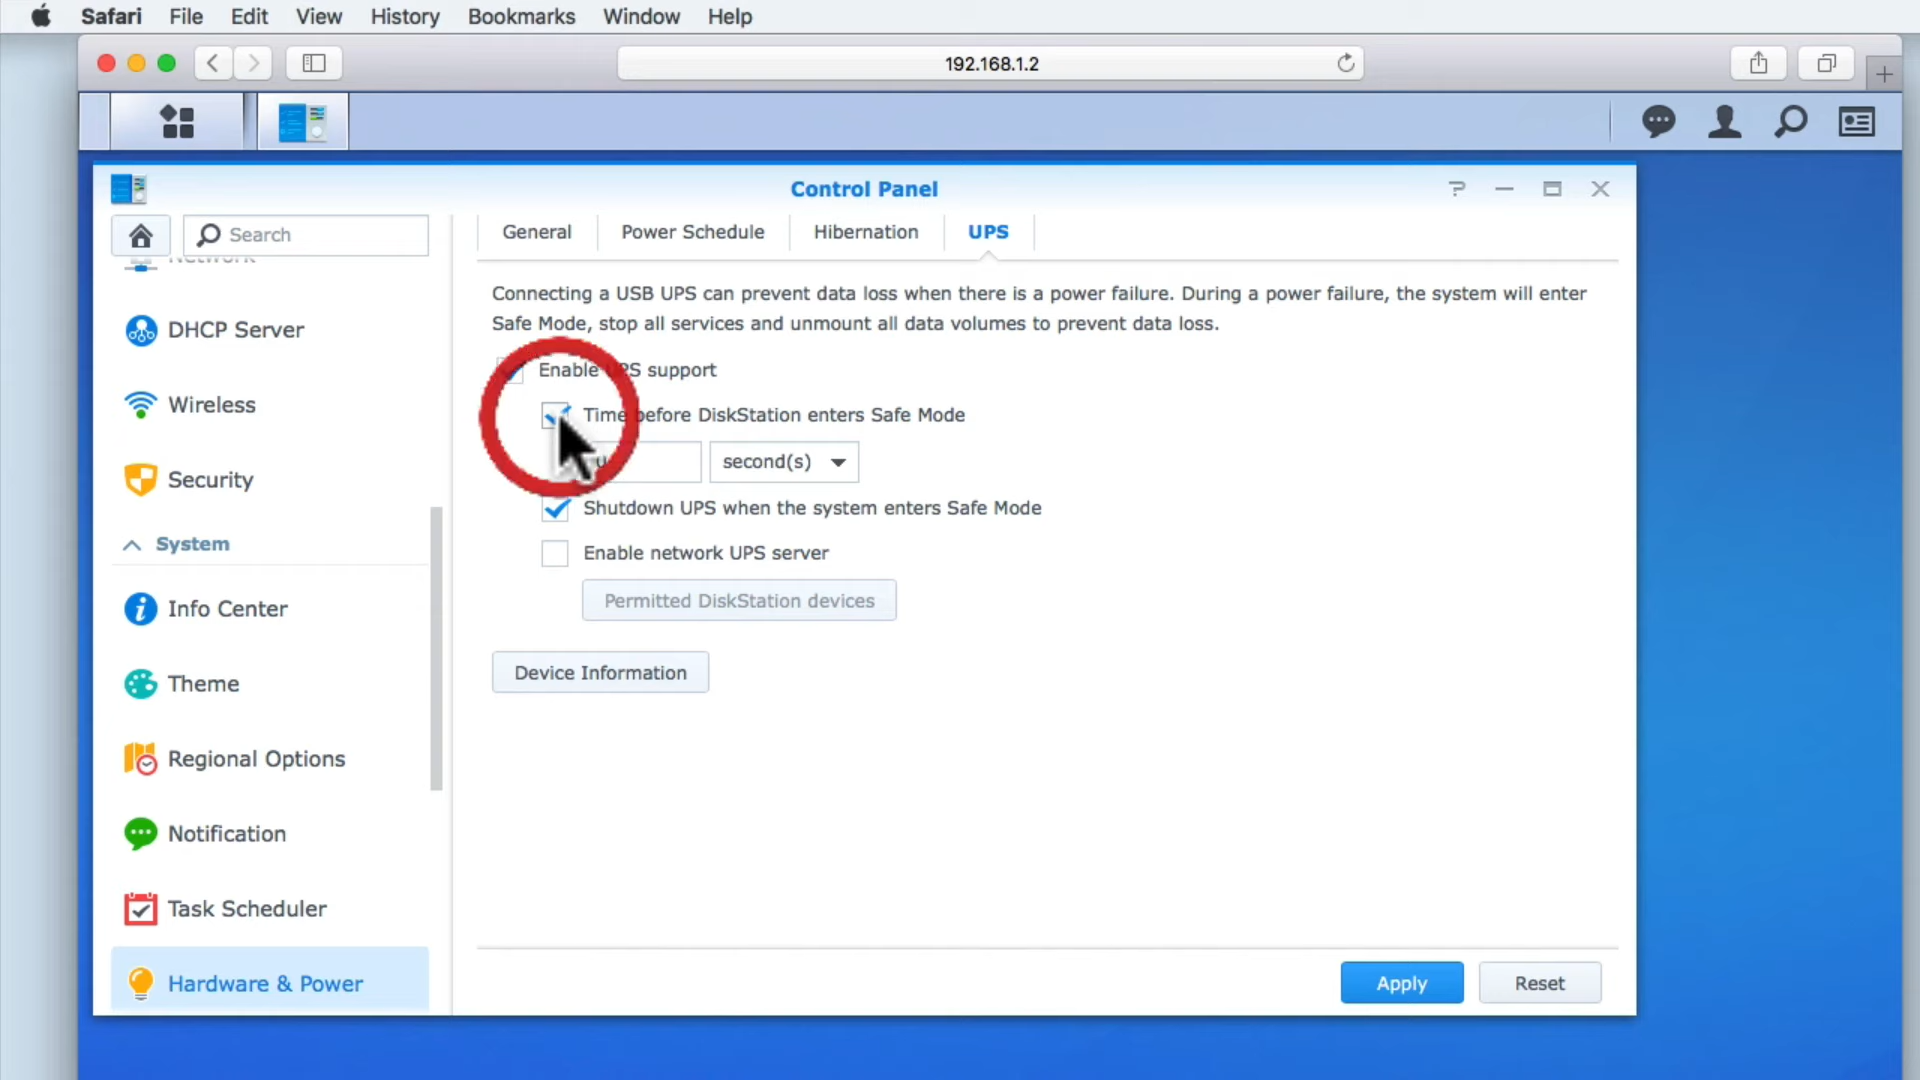 Safari File Edit View History Bookmarks Window Help
192.168.1.2
Control Panel
Search
General Power Schedule Hibernation UPS
Network
Connecting a USB UPS can prevent data loss when there is a power failure. During a power failure, the system will enter
Safe Mode, stop all services and unmount all data volumes to prevent data loss.
DHCP Server
Enable UPS support
Wireless
Time before DiskStation enters Safe Mode
second(s)
Security
Shutdown UPS when the system enters Safe Mode
System
Enable network UPS server
Info Center
Permitted DiskStation devices
Theme
Device Information
Regional Options
Notification
Task Scheduler
Hardware & Power
Apply Reset